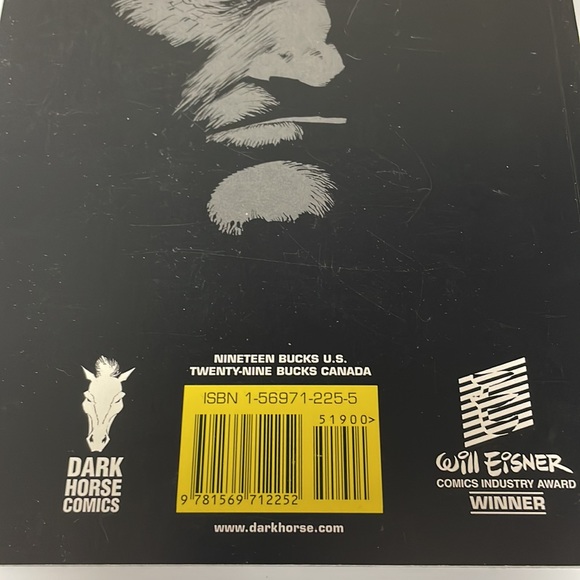 NINETEEN BUCKS U.S.
TWENTY-NINE BUCKS CANADA
ISBN 1-56971-225-5
51900>
9 781569 712252
www.darkhorse.com
DARK
HORSE
COMICS
Will EiSNER
COMICS INDUSTRY AWARD
WINNER